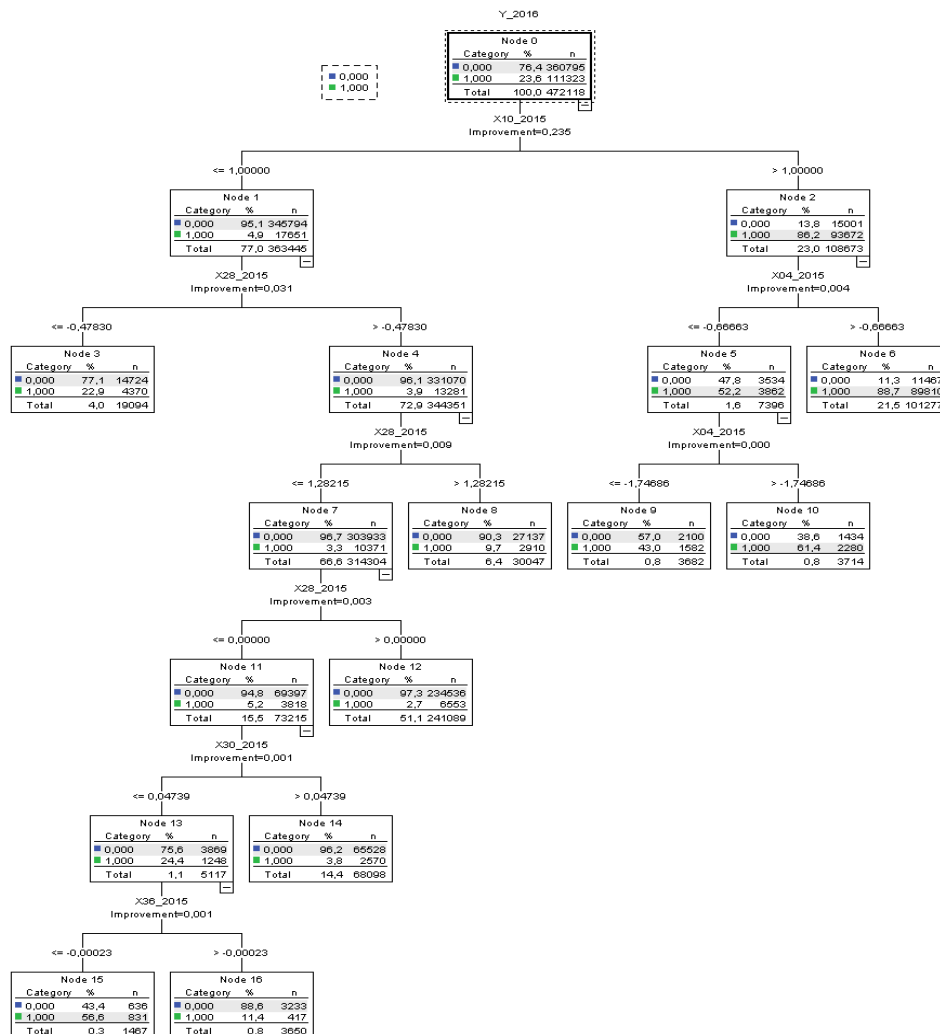 Y_2016
Node 0
Category % n
0,000 76,4 360795
1,000 23,6 111323
Total 100,0 472118
0,000
1,000
X10_2015
Improvement=0,235
<= 1,00000
> 1,00000
Node 1
Category % n
0,000 95,1 345794
1,000 4,9 17651
Total 77,0 363445
Node 2
Category % n
0,000 13,8 15001
1,000 86,2 93672
Total 23,0 108673
X28_2015
Improvement=0,031
X04_2015
Improvement=0,004
<= -0,47830
> -0,47830
<= -0,66663
> -0,66663
Node 3
Category % n
0,000 77,1 14724
1,000 22,9 4370
Total 4,0 19094
Node 4
Category % n
0,000 96,1 331070
1,000 3,9 13281
Total 72,9 344351
Node 5
Category % n
0,000 47,8 3534
1,000 52,2 3862
Total 1,6 7396
Node 6
Category % n
0,000 11,3 11467
1,000 88,7 89810
Total 21,5 101277
X28_2015
Improvement=0,009
X04_2015
Improvement=0,000
<= 1,28215
> 1,28215
<= -1,74686
> -1,74686
Node 7
Category % n
0,000 96,7 303933
1,000 3,3 10371
Total 66,6 314304
Node 8
Category % n
0,000 90,3 27137
1,000 9,7 2910
Total 6,4 30047
Node 9
Category % n
0,000 57,0 2100
1,000 43,0 1582
Total 0,8 3682
Node 10
Category % n
0,000 38,6 1434
1,000 61,4 2280
Total 0,8 3714
X28_2015
Improvement=0,003
<= 0,00000
> 0,00000
Node 11
Category % n
0,000 94,8 69397
1,000 5,2 3818
Total 15,5 73215
Node 12
Category % n
0,000 97,3 234536
1,000 2,7 6553
Total 51,1 241089
X30_2015
Improvement=0,001
<= 0,04739
> 0,04739
Node 13
Category % n
0,000 75,6 3869
1,000 24,4 1248
Total 1,1 5117
Node 14
Category % n
0,000 96,2 65528
1,000 3,8 2570
Total 14,4 68098
X36_2015
Improvement=0,001
<= -0,00023
> -0,00023
Node 15
Category % n
0,000 43,4 636
1,000 56,6 831
Total 0,3 1467
Node 16
Category % n
0,000 88,6 3233
1,000 11,4 417
Total 0,8 3650